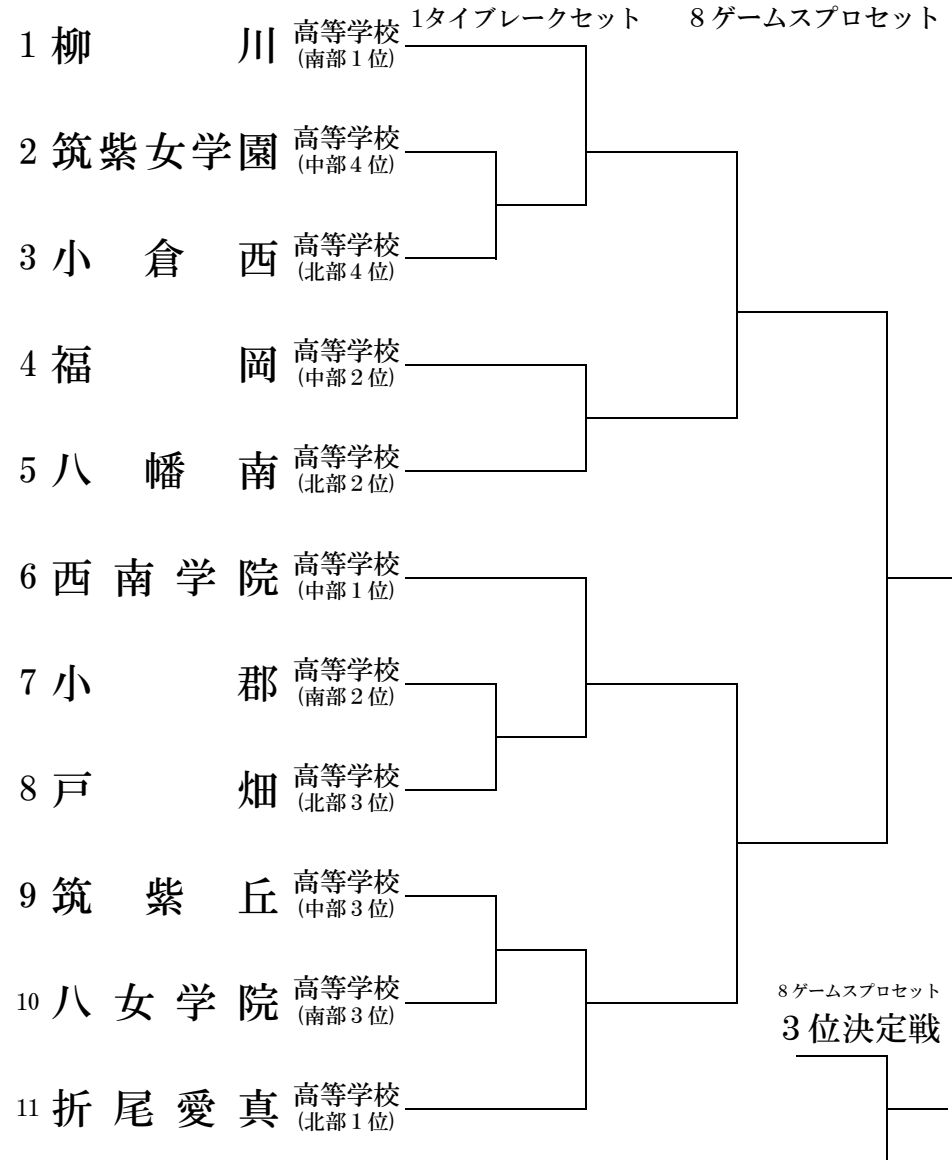 1タイブレークセット　8ゲームスプロセット
1 柳川 高等学校
(南部1位)
2 筑紫女学園 高等学校
(中部4位)
3 小倉西 高等学校
(北部4位)
4 福岡 高等学校
(中部2位)
5 八幡南 高等学校
(北部2位)
6 西南学院 高等学校
(中部1位)
7 小郡 高等学校
(南部2位)
8 戸畑 高等学校
(北部3位)
9 筑紫丘 高等学校
(中部3位)
10 八女学院 高等学校
(南部3位)
11 折尾愛真 高等学校
(北部1位)
8ゲームスプロセット
3位決定戦